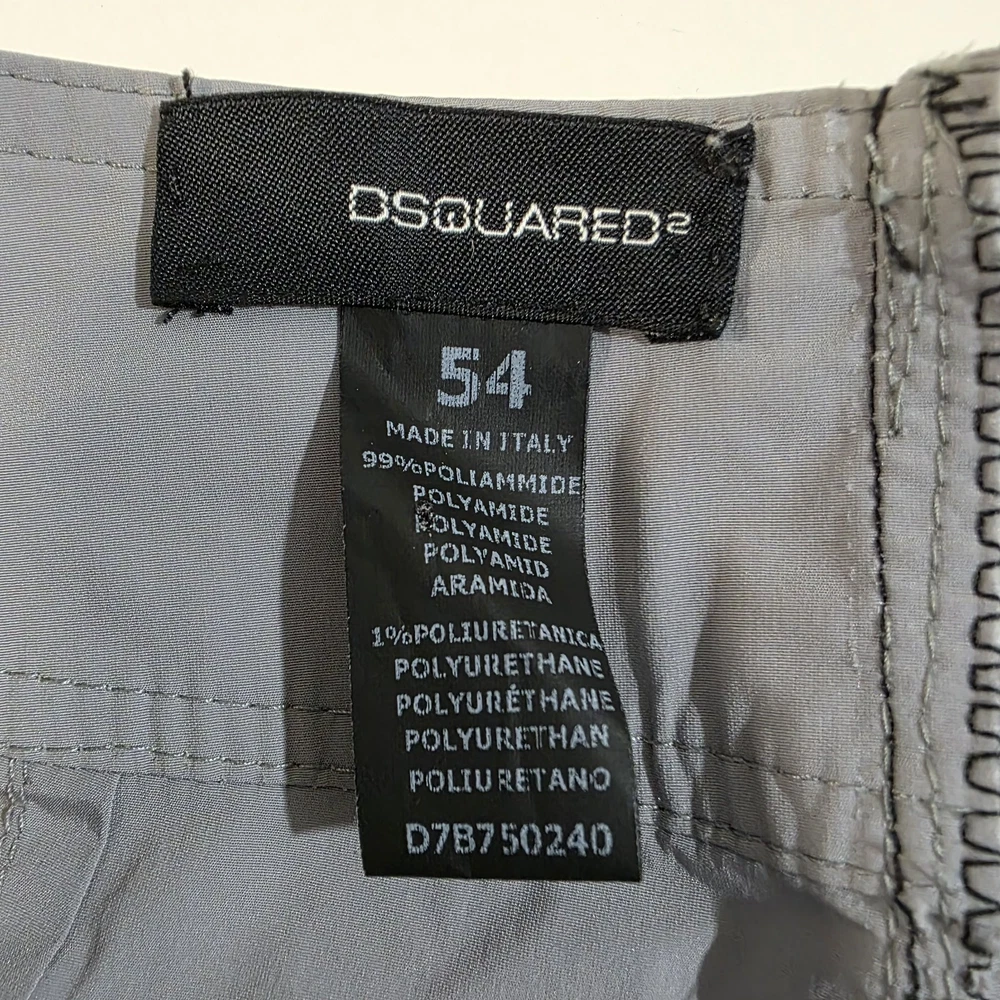 DSQUARED²
54
MADE IN ITALY
99%POLIAMMIDE
POLYAMIDE
POLYAMIDE
POLYAMID
ARAMIDA
1%POLIURETANICA
POLYURETHANE
POLYURÉTHANE
POLYURETHAN
POLIURETANO
D7B750240